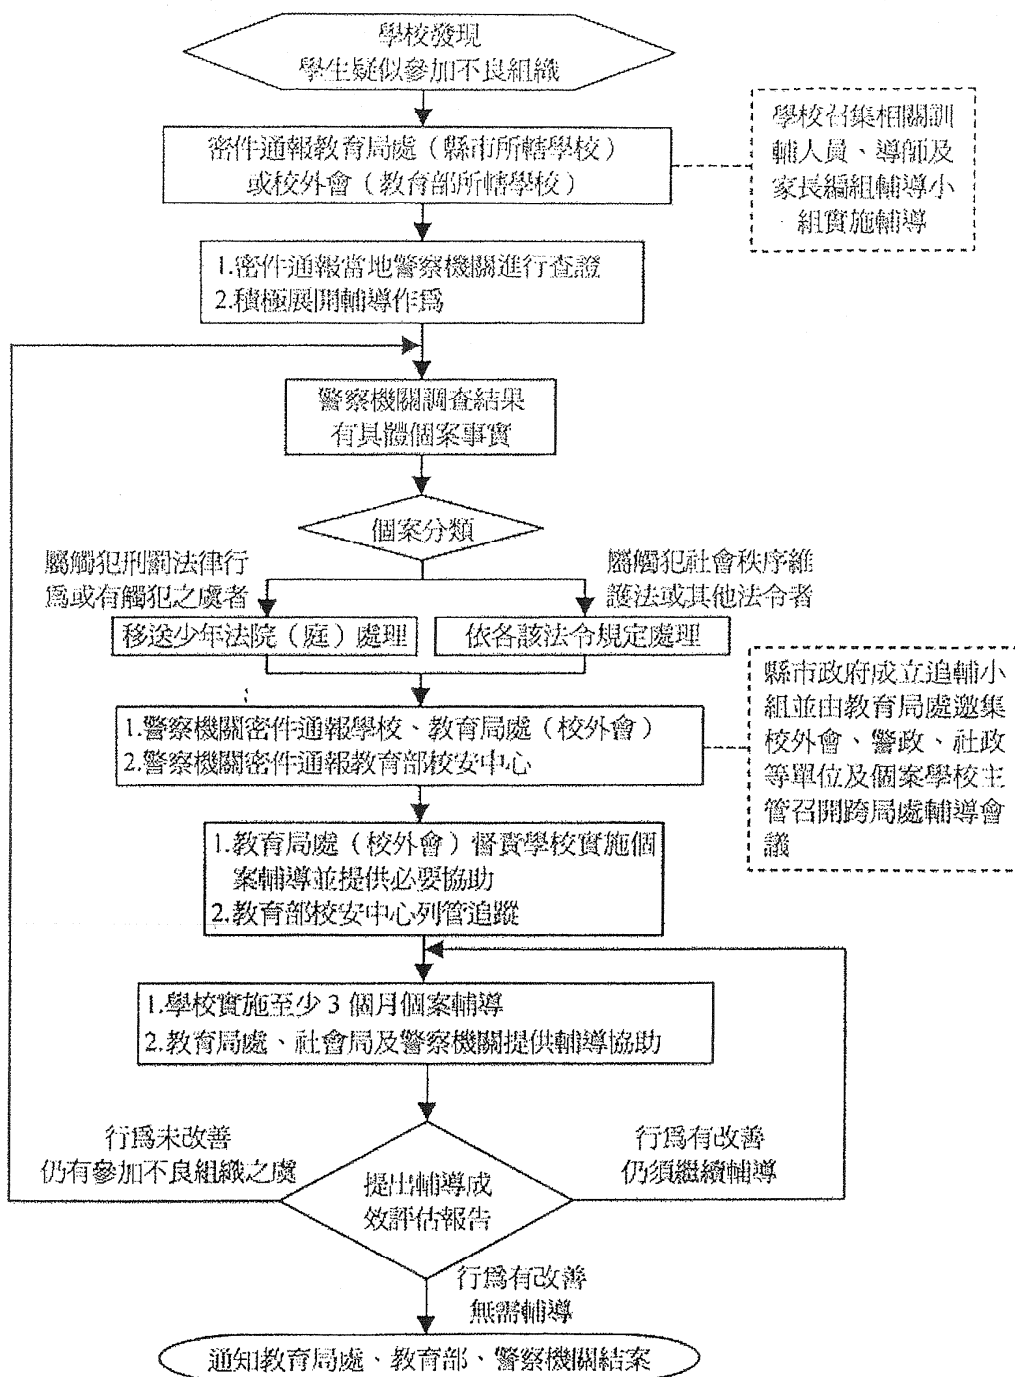 學校發現
學生疑似參加不良組織
密件通報教育局處（縣市所轄學校）
或校外會（教育部所轄學校）
學校召集相關訓
輔人員、導師及
家長編組輔導小
組實施輔導
1.密件通報當地警察機關進行查證
2.積極展開輔導作為
警察機關調查結果
有具體個案事實
個案分類
屬觸犯刑罰法律行
為或有觸犯之虞者
屬觸犯社會秩序維
護法或其他法令者
移送少年法院（庭）處理
依各該法令規定處理
1.警察機關密件通報學校、教育局處（校外會）
2.警察機關密件通報教育部校安中心
縣市政府成立追輔小
組並由教育局處邀集
校外會、警政、社政
等單位及個案學校主
管召開跨局處輔導會
議
1.教育局處（校外會）督責學校實施個
案輔導並提供必要協助
2.教育部校安中心列管追蹤
1.學校實施至少 3 個月個案輔導
2.教育局處、社會局及警察機關提供輔導協助
行為未改善
仍有參加不良組織之虞
行為有改善
仍須繼續輔導
提出輔導成
效評估報告
行為有改善
無需輔導
通知教育局處、教育部、警察機關結案